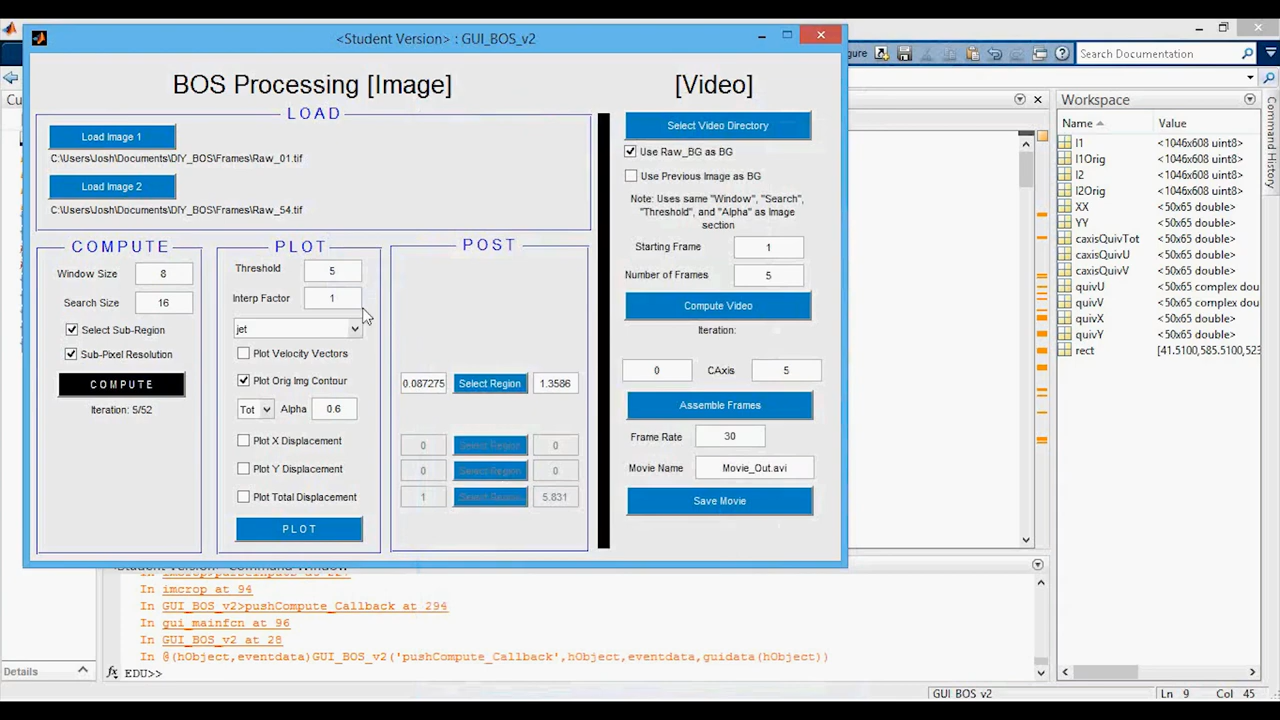 <Student Version> : GUI_BOS_v2
BOS Processing [Image]
[Video]
LOAD
Load Image 1
C:\Users\Josh\Documents\DIY_BOS\Frames\Raw_01.tif
Load Image 2
C:\Users\Josh\Documents\DIY_BOS\Frames\Raw_54.tif
COMPUTE
Window Size 8
Search Size 16
Select Sub-Region
Sub-Pixel Resolution
COMPUTE
Iteration: 5/52
PLOT
Threshold 5
Interp Factor 1
jet
Plot Velocity Vectors
Plot Orig Img Contour
Tot Alpha 0.6
Plot X Displacement
Plot Y Displacement
Plot Total Displacement
PLOT
POST
0.087275 Select Region 1.3586
0 Select Region 0
0 Select Region 0
1 5.831
Select Video Directory
Use Raw_BG as BG
Use Previous Image as BG
Note: Uses same "Window", "Search",
"Threshold", and "Alpha" as Image
section
Starting Frame 1
Number of Frames 5
Compute Video
Iteration:
0 CAxis 5
Assemble Frames
Frame Rate 30
Movie Name Movie_Out.avi
Save Movie
Search Documentation
Workspace
Name Value
I1 <1046x608 uint8>
I1Orig <1046x608 uint8>
I2 <1046x608 uint8>
I2Orig <1046x608 uint8>
XX <50x65 double>
YY <50x65 double>
caxisQuivTot <50x65 double>
caxisQuivU <50x65 double>
caxisQuivV <50x65 double>
quivU <50x65 complex dou
quivV <50x65 complex dou
quivX <50x65 double>
quivY <50x65 double>
rect [41.5100,585.5100,523
Command History
In imcrop at 94
In GUI_BOS_v2>pushCompute_Callback at 294
In gui_mainfcn at 96
In GUI_BOS_v2 at 28
In @(hObject,eventdata)GUI_BOS_v2('pushCompute_Callback',hObject,eventdata,guidata(hObject))
fx EDU>>
Details
GUI_BOS_v2 Ln 9 Col 45